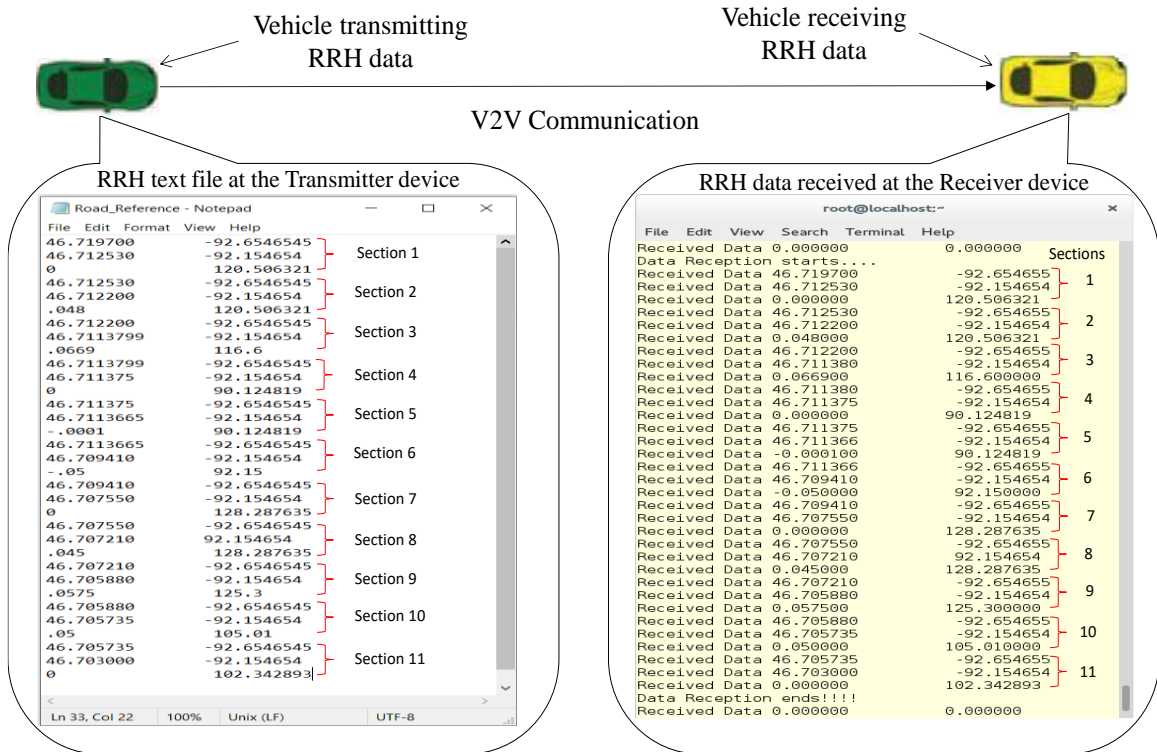 Vehicle transmitting
RRH data
Vehicle receiving
RRH data
V2V Communication
RRH text file at the Transmitter device
Road_Reference - Notepad
File Edit Format View Help
46.719700 -92.6546545
46.712530 -92.154654
0 120.506321
Section 1
46.712530 -92.6546545
46.712200 -92.154654
.048 120.506321
Section 2
46.712200 -92.6546545
46.7113799 -92.154654
.0669 116.6
Section 3
46.7113799 -92.6546545
46.711375 -92.154654
0 90.124819
Section 4
46.711375 -92.6546545
46.7113665 -92.154654
-.0001 90.124819
Section 5
46.7113665 -92.6546545
46.709410 -92.154654
-.05 92.15
Section 6
46.709410 -92.6546545
46.707550 -92.154654
0 128.287635
Section 7
46.707550 -92.6546545
46.707210 92.154654
.045 128.287635
Section 8
46.707210 -92.6546545
46.705880 -92.154654
.0575 125.3
Section 9
46.705880 -92.6546545
46.705735 -92.154654
.05 105.01
Section 10
46.705735 -92.6546545
46.703000 -92.154654
0 102.342893
Section 11
Ln 33, Col 22 100% Unix (LF) UTF-8
RRH data received at the Receiver device
root@localhost:~
File Edit View Search Terminal Help
Received Data 0.000000 0.000000
Data Reception starts....
Sections
Received Data 46.719700 -92.654655
Received Data 46.712530 -92.154654
Received Data 0.000000 120.506321
1
Received Data 46.712530 -92.654655
Received Data 46.712200 -92.154654
Received Data 0.048000 120.506321
2
Received Data 46.712200 -92.654655
Received Data 46.711380 -92.154654
Received Data 0.066900 116.600000
3
Received Data 46.711380 -92.654655
Received Data 46.711375 -92.154654
Received Data 0.000000 90.124819
4
Received Data 46.711375 -92.654655
Received Data 46.711366 -92.154654
Received Data -0.000100 90.124819
5
Received Data 46.711366 -92.654655
Received Data 46.709410 -92.154654
Received Data -0.050000 92.150000
6
Received Data 46.709410 -92.654655
Received Data 46.707550 -92.154654
Received Data 0.000000 128.287635
7
Received Data 46.707550 -92.654655
Received Data 46.707210 92.154654
Received Data 0.045000 128.287635
8
Received Data 46.707210 -92.654655
Received Data 46.705880 -92.154654
Received Data 0.057500 125.300000
9
Received Data 46.705880 -92.654655
Received Data 46.705735 -92.154654
Received Data 0.050000 105.010000
10
Received Data 46.705735 -92.654655
Received Data 46.703000 -92.154654
Received Data 0.000000 102.342893
11
Data Reception ends!!!!
Received Data 0.000000 0.000000